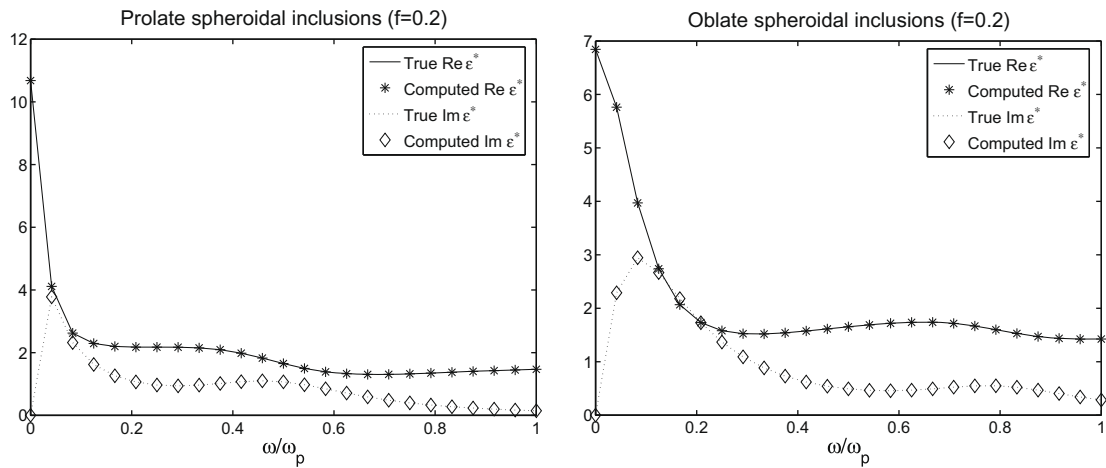 Prolate spheroidal inclusions (f=0.2)
12
10
8
6
4
2
0
0
0.2
0.4
0.6
0.8
1
ω/ω_p
True Re ε*
Computed Re ε*
True Im ε*
Computed Im ε*
Oblate spheroidal inclusions (f=0.2)
7
6
5
4
3
2
1
0
0
0.2
0.4
0.6
0.8
1
ω/ω_p
True Re ε*
Computed Re ε*
True Im ε*
Computed Im ε*